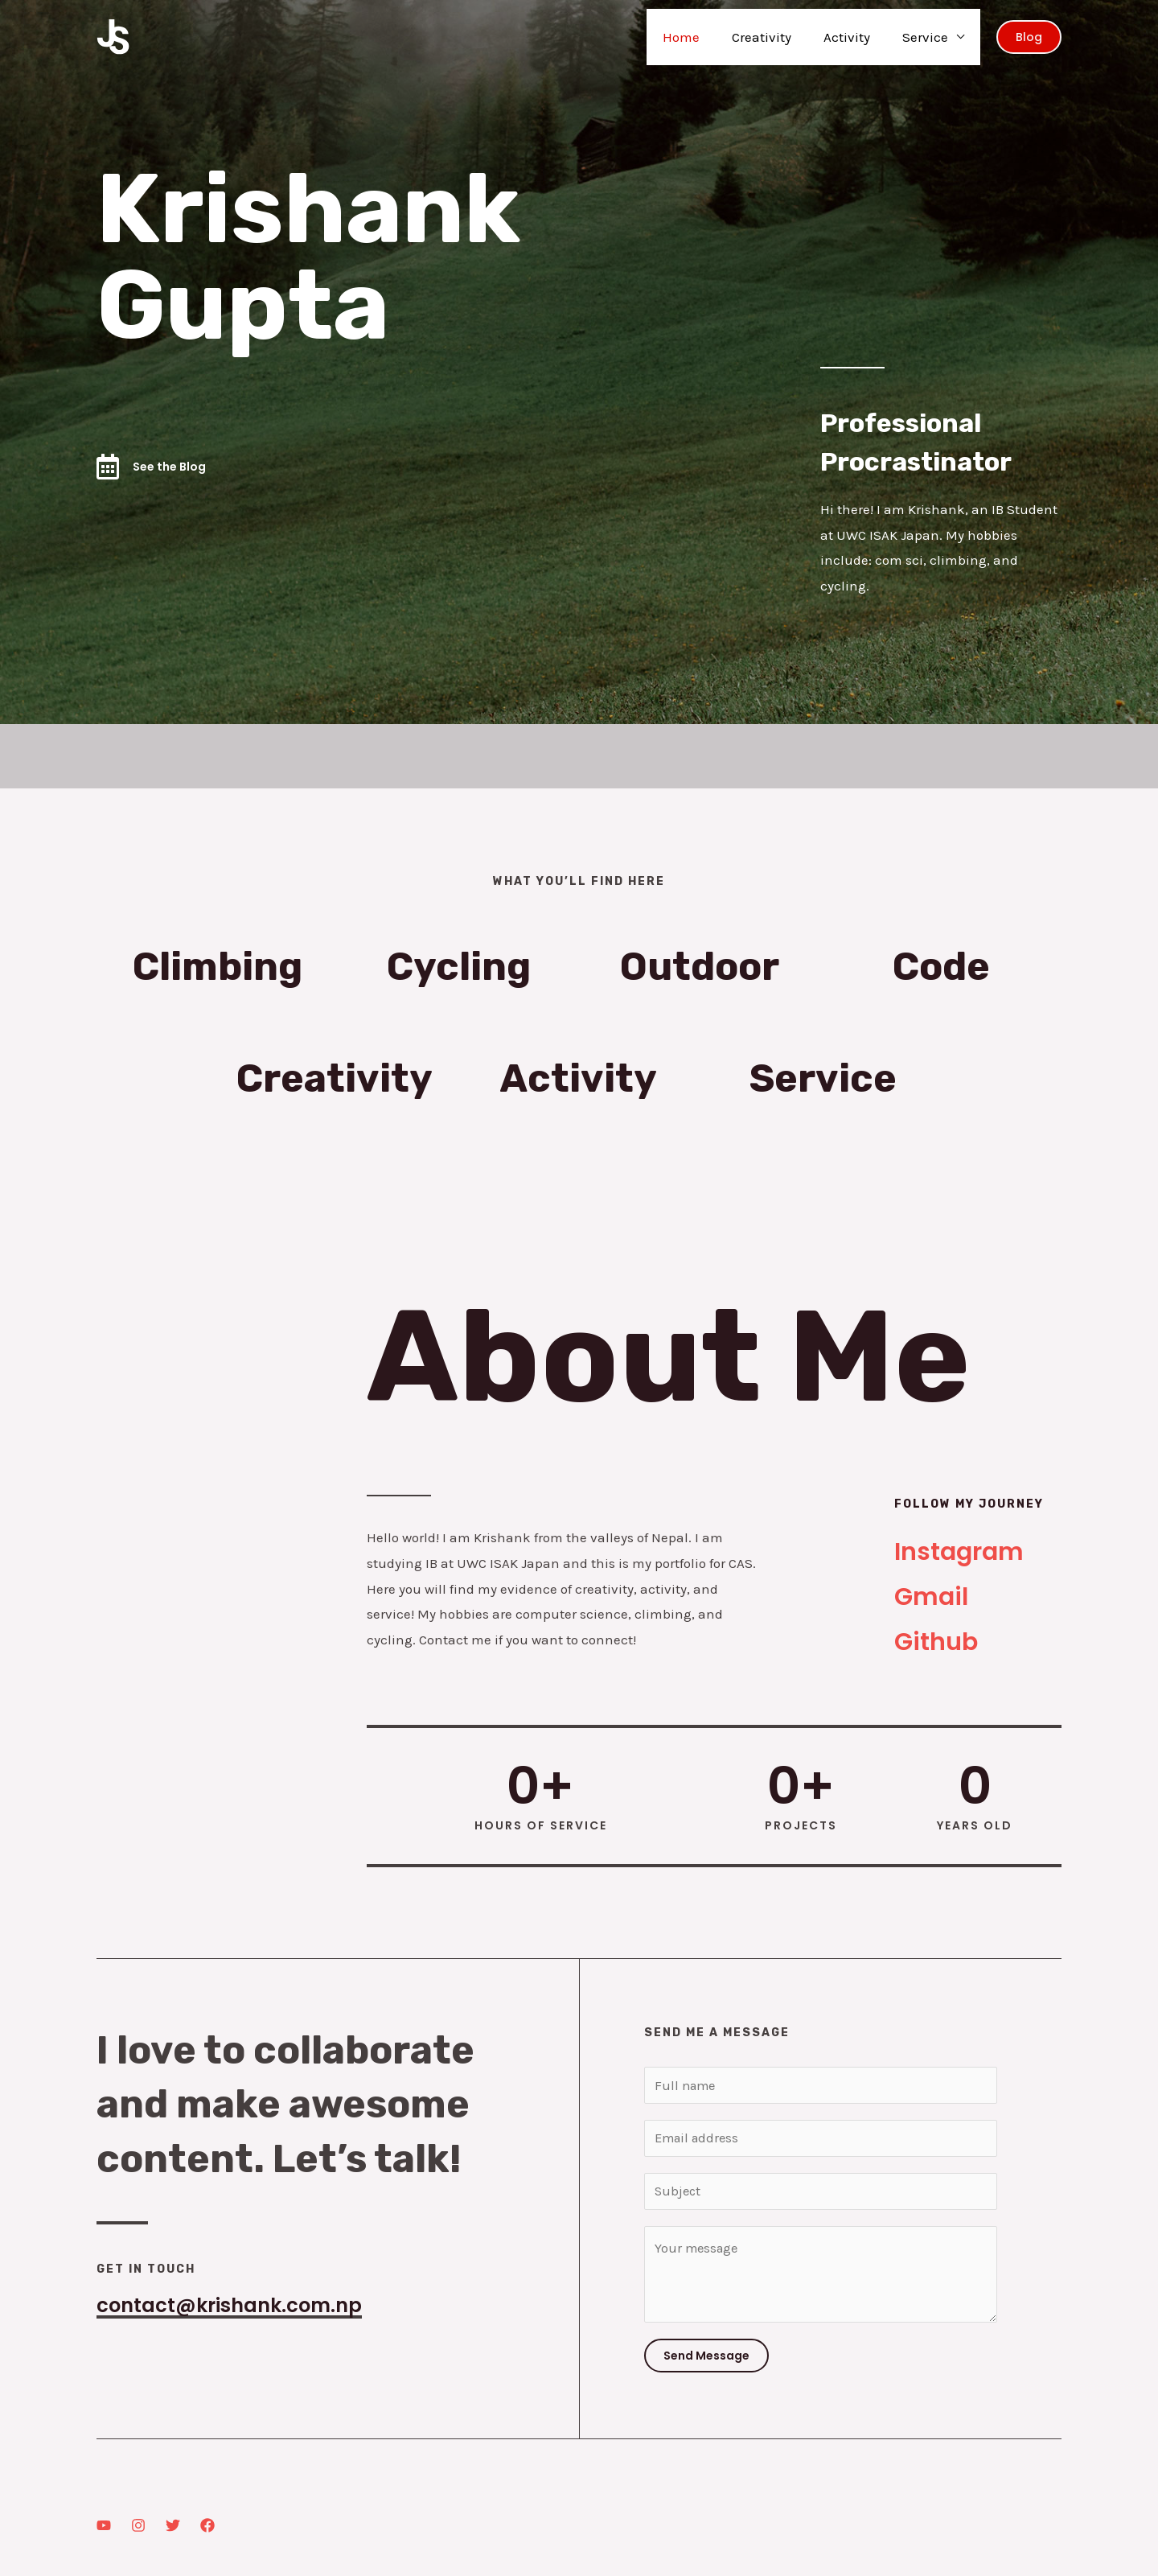 JS
Home Creativity Activity Service Blog
Krishank
Gupta
See the Blog
Professional
Procrastinator
Hi there! I am Krishank, an IB Student
at UWC ISAK Japan. My hobbies
include: com sci, climbing, and
cycling.
WHAT YOU’LL FIND HERE
Climbing Cycling Outdoor Code
Creativity Activity Service
About Me
Hello world! I am Krishank from the valleys of Nepal. I am
studying IB at UWC ISAK Japan and this is my portfolio for CAS.
Here you will find my evidence of creativity, activity, and
service! My hobbies are computer science, climbing, and
cycling. Contact me if you want to connect!
FOLLOW MY JOURNEY
Instagram
Gmail
Github
0+ 0+ 0
HOURS OF SERVICE PROJECTS YEARS OLD
I love to collaborate
and make awesome
content. Let’s talk!
GET IN TOUCH
contact@krishank.com.np
SEND ME A MESSAGE
Full name
Email address
Subject
Your message
Send Message